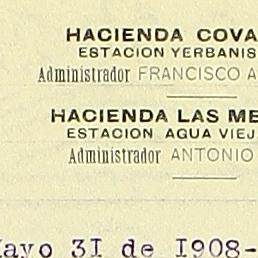 HACIENDA COVA
ESTACION YERBANIS
Administrador FRANCISCO A
HACIENDA LAS ME
ESTACION AGUA VIEJ
Administrador ANTONIO
Mayo 31 de 1908-